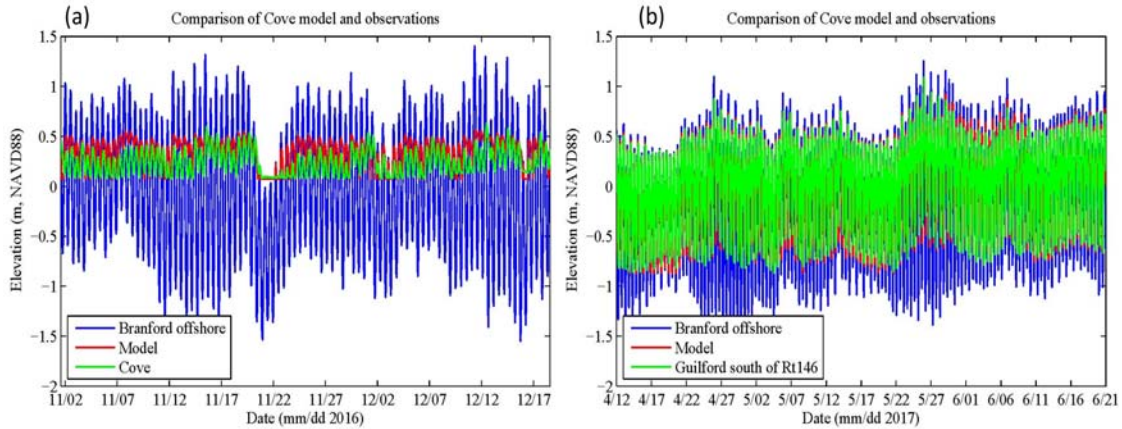 (a)
Comparison of Cove model and observations
1.5
1
0.5
0
−0.5
−1
−1.5
−2
Elevation (m, NAVD88)
Branford offshore
Model
Cove
11/02 11/07 11/12 11/17 11/22 11/27 12/02 12/07 12/12 12/17
Date (mm/dd 2016)
(b)
Comparison of Cove model and observations
1.5
1
0.5
0
−0.5
−1
−1.5
−2
Elevation (m, NAVD88)
Branford offshore
Model
Guilford south of Rt146
4/12 4/17 4/22 4/27 5/02 5/07 5/12 5/17 5/22 5/27 6/01 6/06 6/11 6/16 6/21
Date (mm/dd 2017)